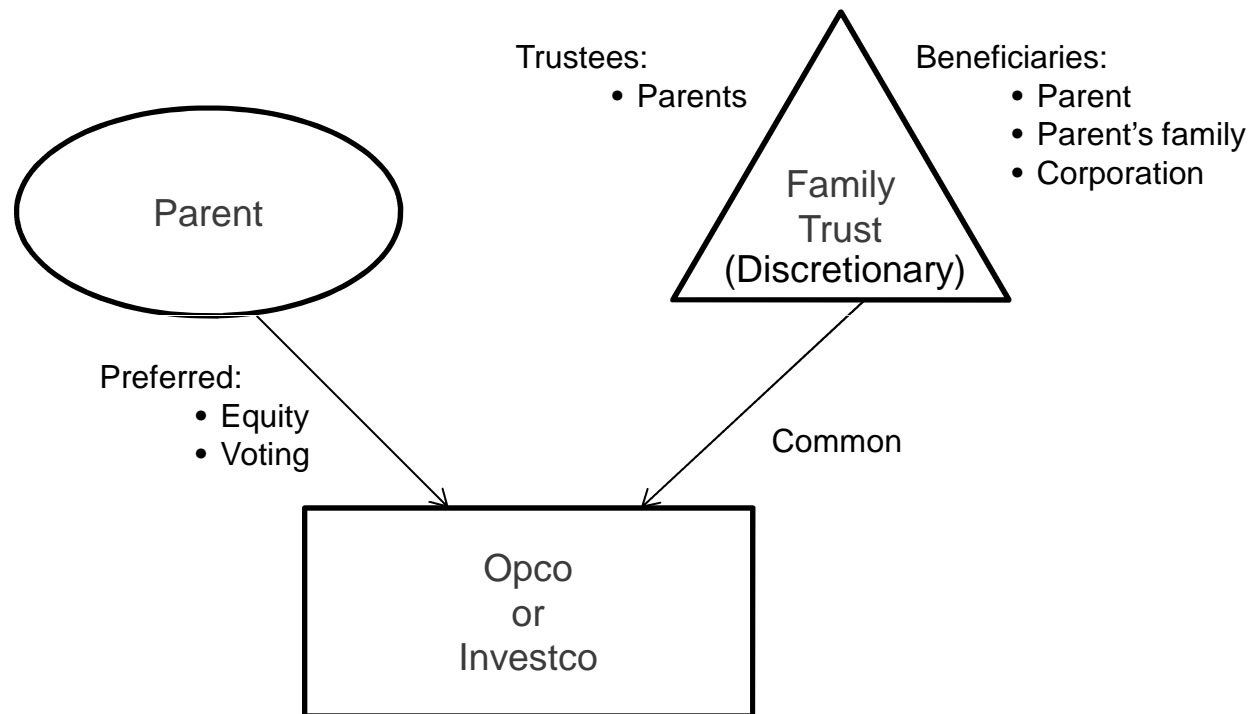 Trustees:
• Parents
Beneficiaries:
• Parent
• Parent’s family
• Corporation
Parent
Family
Trust
(Discretionary)
Preferred:
• Equity
• Voting
Common
Opco
or
Investco